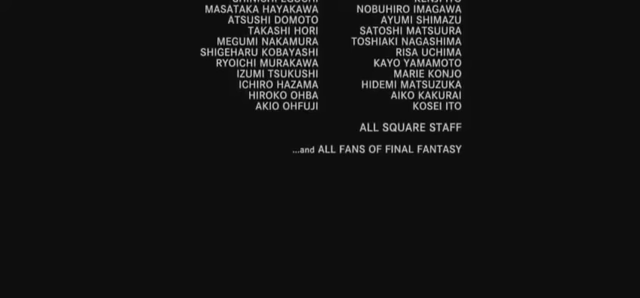 MASATAKA HAYAKAWA NOBUHIRO IMAGAWA
ATSUSHI DOMOTO AYUMI SHIMAZU
TAKASHI HORI SATOSHI MATSUURA
MEGUMI NAKAMURA TOSHIAKI NAGASHIMA
SHIGEHARU KOBAYASHI RISA UCHIMA
RYOICHI MURAKAWA KAYO YAMAMOTO
IZUMI TSUKUSHI MARIE KONJO
ICHIRO HAZAMA HIDEMI MATSUZUKA
HIROKO OHBA AIKO KAKURAI
AKIO OHFUJI KOSEI ITO
ALL SQUARE STAFF
...and ALL FANS OF FINAL FANTASY